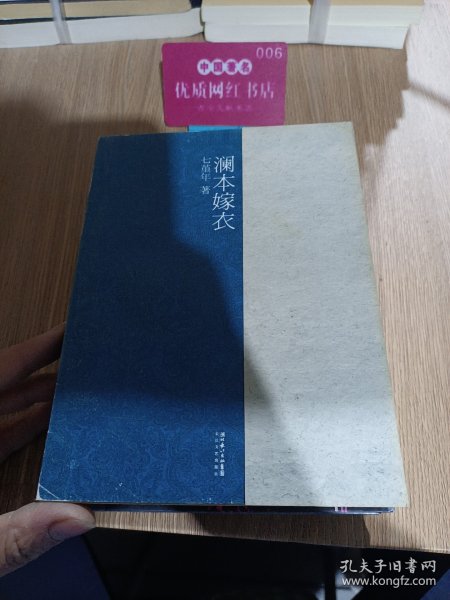 006
中国著名
优质网红书店
澜本嫁衣
七堇年 著
孔夫子旧书网
www.kongfz.com